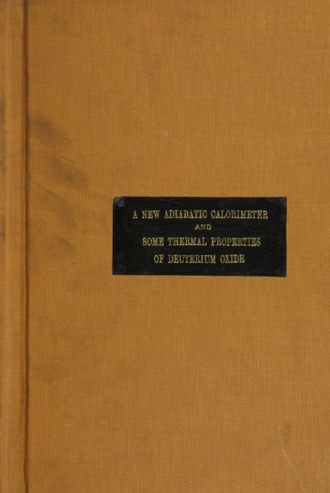 A NEW ADIABATIC CALORIMETER
AND
SOME THERMAL PROPERTIES
OF DEUTERIUM OXIDE